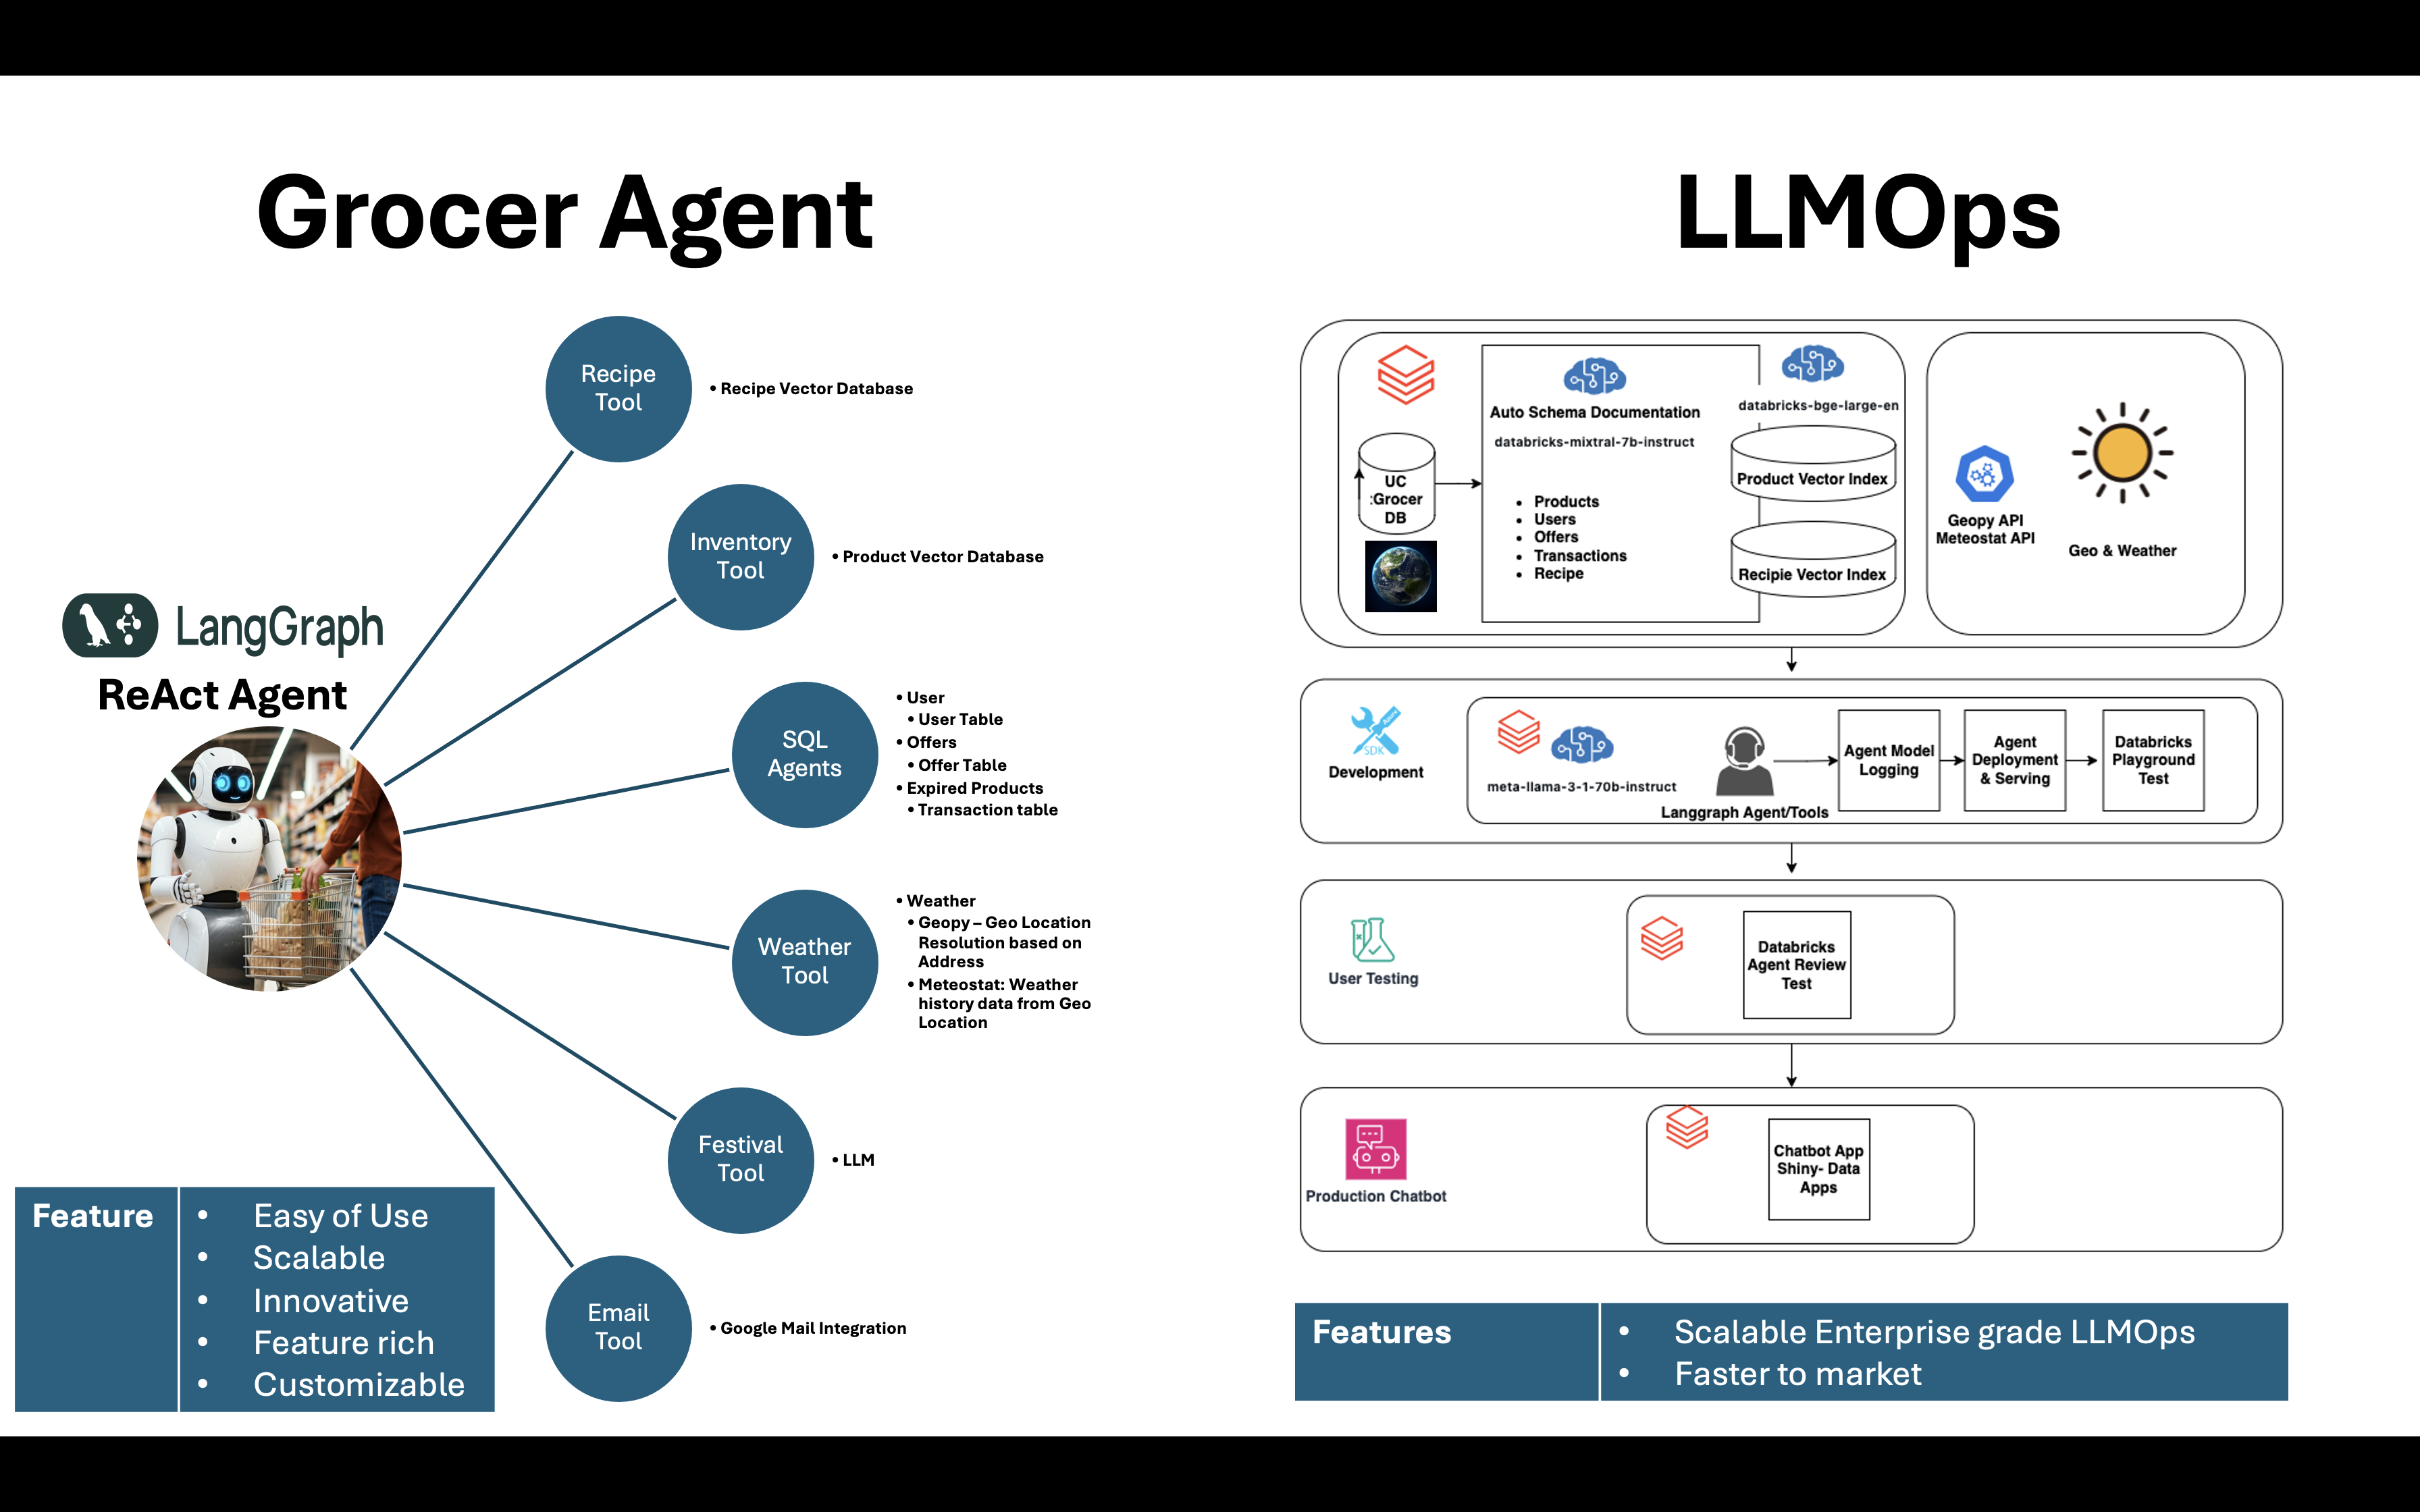 Grocer Agent
LangGraph
ReAct Agent
Recipe
Tool
• Recipe Vector Database
Inventory
Tool
• Product Vector Database
SQL
Agents
• User
• User Table
• Offers
• Offer Table
• Expired Products
• Transaction table
Weather
Tool
• Weather
• Geopy – Geo Location
Resolution based on
Address
• Meteostat: Weather
history data from Geo
Location
Festival
Tool
• LLM
Email
Tool
• Google Mail Integration
Feature
• Easy of Use
• Scalable
• Innovative
• Feature rich
• Customizable
LLMOps
UC
:Grocer
DB
Auto Schema Documentation
databricks-mixtral-7b-instruct
• Products
• Users
• Offers
• Transactions
• Recipe
databricks-bge-large-en
Product Vector Index
Recipie Vector Index
Geopy API
Meteostat API
Geo & Weather
SDK
Development
meta-llama-3-1-70b-instruct
Langgraph Agent/Tools
Agent Model
Logging
Agent
Deployment
& Serving
Databricks
Playground
Test
User Testing
Databricks
Agent Review
Test
Production Chatbot
Chatbot App
Shiny- Data
Apps
Features
• Scalable Enterprise grade LLMOps
• Faster to market